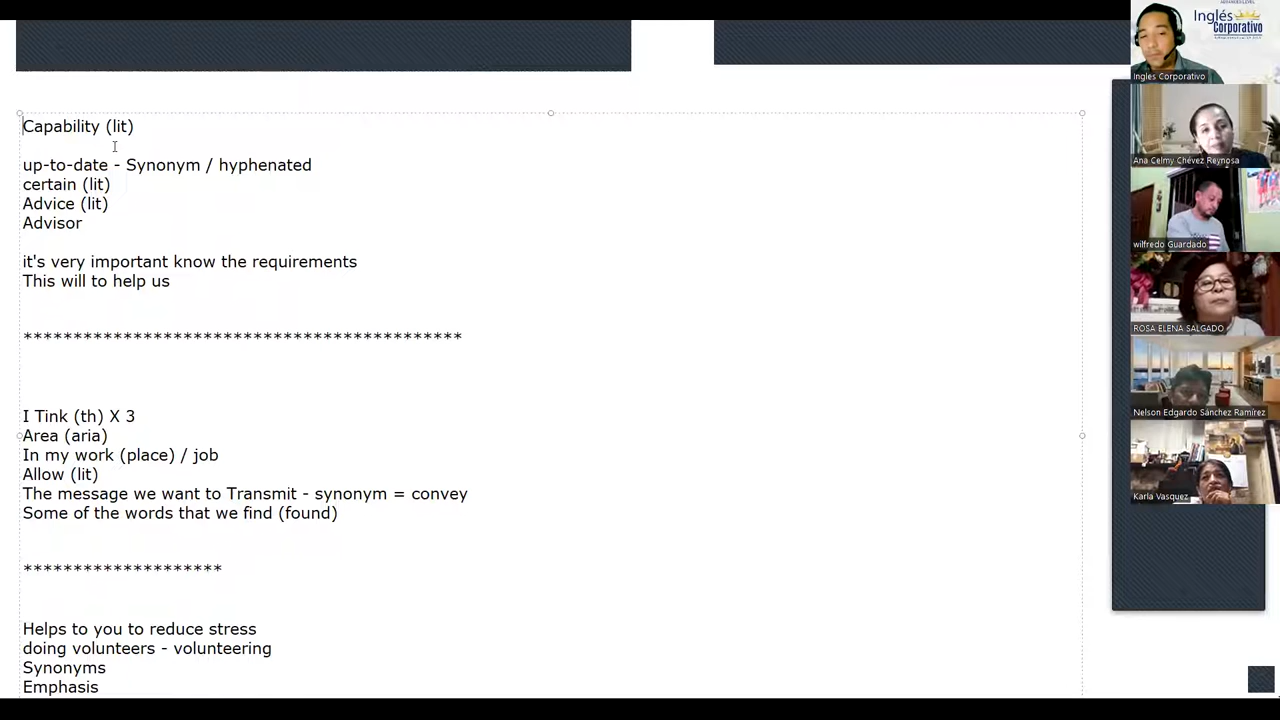 Capability (lit)
up-to-date - Synonym / hyphenated
certain (lit)
Advice (lit)
Advisor
it's very important know the requirements
This will to help us
********************************************
I Tink (th) X 3
Area (aria)
In my work (place) / job
Allow (lit)
The message we want to Transmit - synonym = convey
Some of the words that we find (found)
********************
Helps to you to reduce stress
doing volunteers - volunteering
Synonyms
Emphasis
Inglés
Corporativo
Ingles Corporativo
Ana Celmy Chévez Reynosa
wilfredo Guardado
ROSA ELENA SALGADO
Nelson Edgardo Sánchez Ramírez
Karla Vasquez